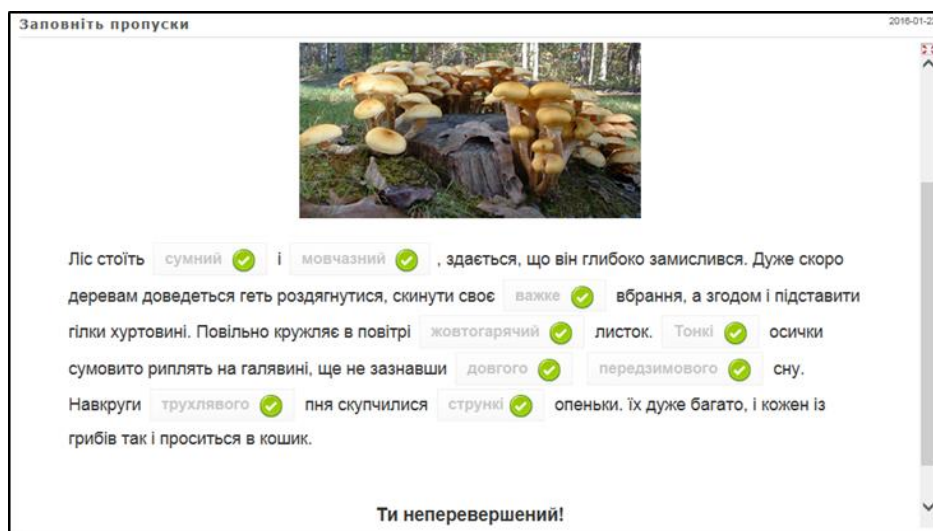 Заповніть пропуски
2016-01-2
Ліс стоїть сумний і мовчазний , здається, що він глибоко замислився. Дуже скоро
деревам доведеться геть роздягнутися, скинути своє важке вбрання, а згодом і підставити
гілки хуртовині. Повільно кружляє в повітрі жовтогарячий листок. Тонкі осички
сумовито риплять на галявині, ще не зазнавши довгого передзимового сну.
Навкруги трухлявого пня скупчилися стрункі опеньки. їх дуже багато, і кожен із
грибів так і проситься в кошик.
Ти неперевершений!